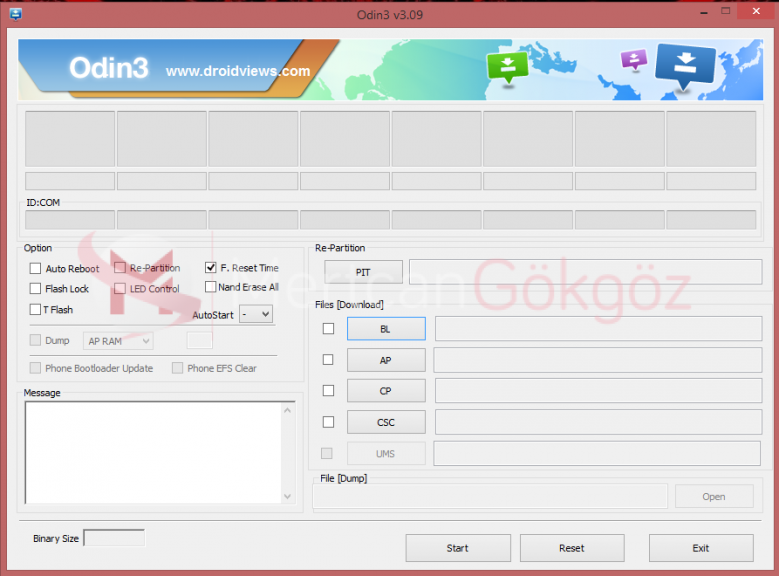 Odin3 v3.09
Odin3 www.droidviews.com
ID:COM
Option
Auto Reboot
Re-Partition
F. Reset Time
Flash Lock
LED Control
Nand Erase All
T Flash
AutoStart -
Dump AP RAM
Phone Bootloader Update
Phone EFS Clear
Message
Binary Size
Re-Partition
PIT
Files [Download]
BL
AP
CP
CSC
UMS
File [Dump]
Open
Start
Reset
Exit
Gökgöz